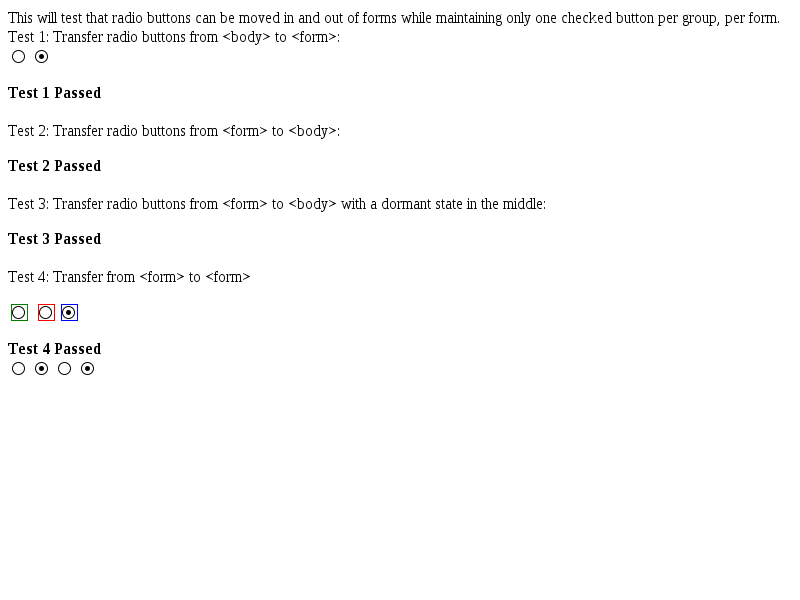 This will test that radio buttons can be moved in and out of forms while maintaining only one checked button per group, per form.
Test 1: Transfer radio buttons from <body> to <form>:
Test 1 Passed
Test 2: Transfer radio buttons from <form> to <body>:
Test 2 Passed
Test 3: Transfer radio buttons from <form> to <body> with a dormant state in the middle:
Test 3 Passed
Test 4: Transfer from <form> to <form>
Test 4 Passed